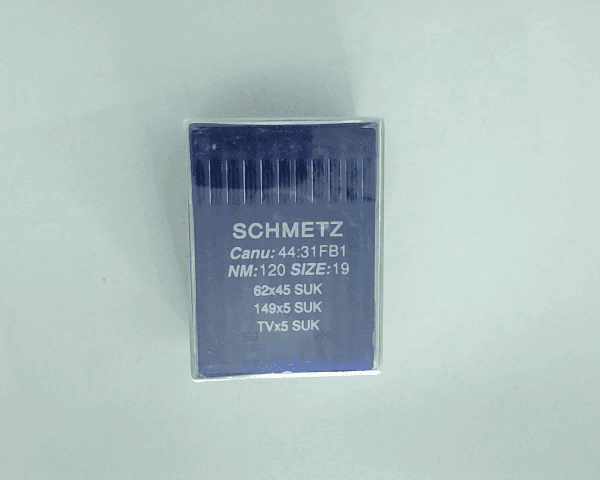 SCHMETZ
Canu: 44:31FB1
NM:120 SIZE:19
62x45 SUK
149x5 SUK
TVx5 SUK